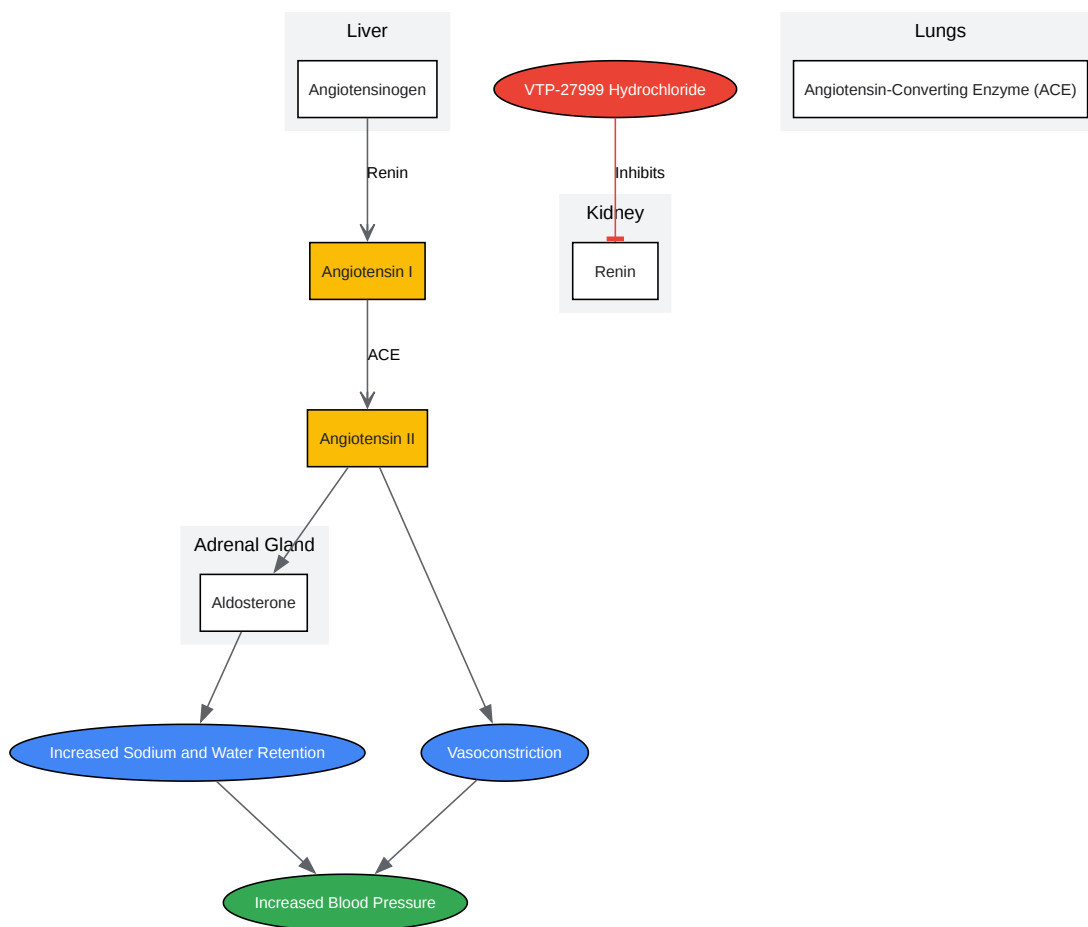 Liver
Lungs
Angiotensinogen
VTP-27999 Hydrochloride
Angiotensin-Converting Enzyme (ACE)
Renin
Inhibits
Kidney
Angiotensin I
Renin
ACE
Angiotensin II
Adrenal Gland
Aldosterone
Increased Sodium and Water Retention
Vasoconstriction
Increased Blood Pressure